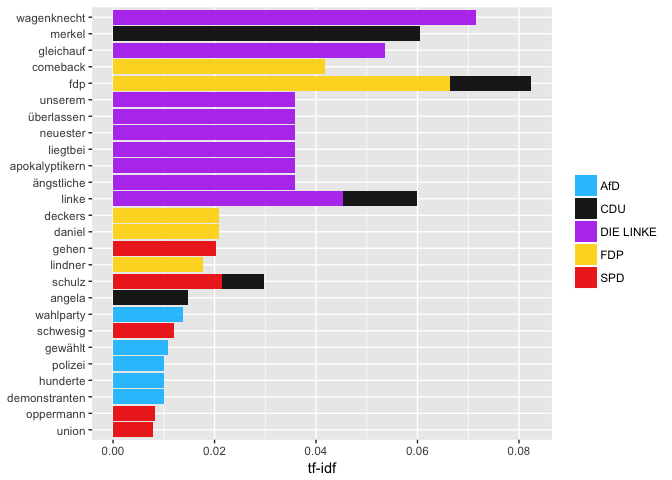 wagenknecht
merkel
gleichauf
comeback
fdp
unserem
überlassen
neuester
liegtbei
apokalyptikern
ängstliche
linke
deckers
daniel
gehen
lindner
schulz
angela
wahlparty
schwesig
gewählt
polizei
hunderte
demonstranten
oppermann
union
0.00 0.02 0.04 0.06 0.08
tf-idf
AfD
CDU
DIE LINKE
FDP
SPD